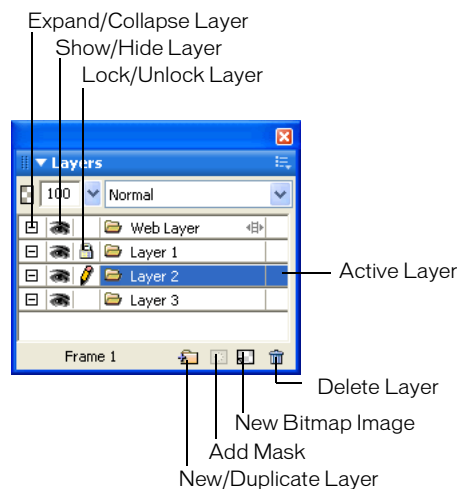 Expand/Collapse Layer
Show/Hide Layer
Lock/Unlock Layer
Layers
100 Normal
Web Layer
Layer 1
Layer 2
Active Layer
Layer 3
Frame 1
Delete Layer
New Bitmap Image
Add Mask
New/Duplicate Layer